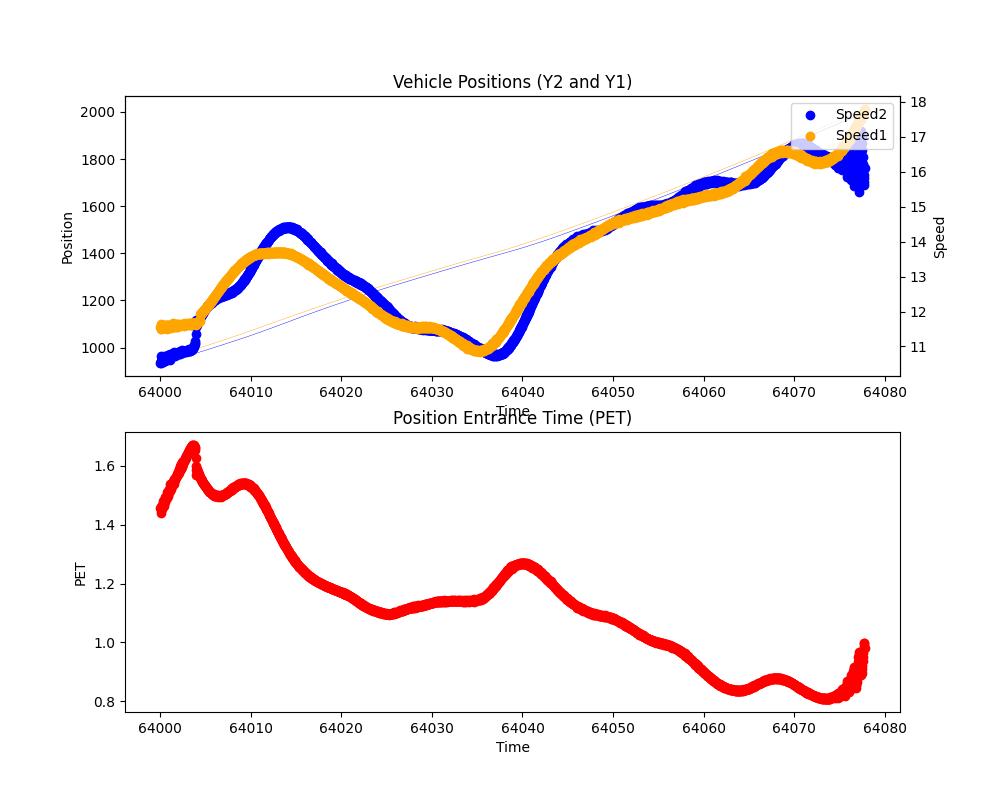 Vehicle Positions (Y2 and Y1)
2000
1800
1600
1400
1200
1000
Position
18
17
16
15
14
13
12
11
Speed
Speed2
Speed1
64000 64010 64020 64030 64040 64050 64060 64070 64080
Time
Position Entrance Time (PET)
1.6
1.4
1.2
1.0
0.8
PET
64000 64010 64020 64030 64040 64050 64060 64070 64080
Time